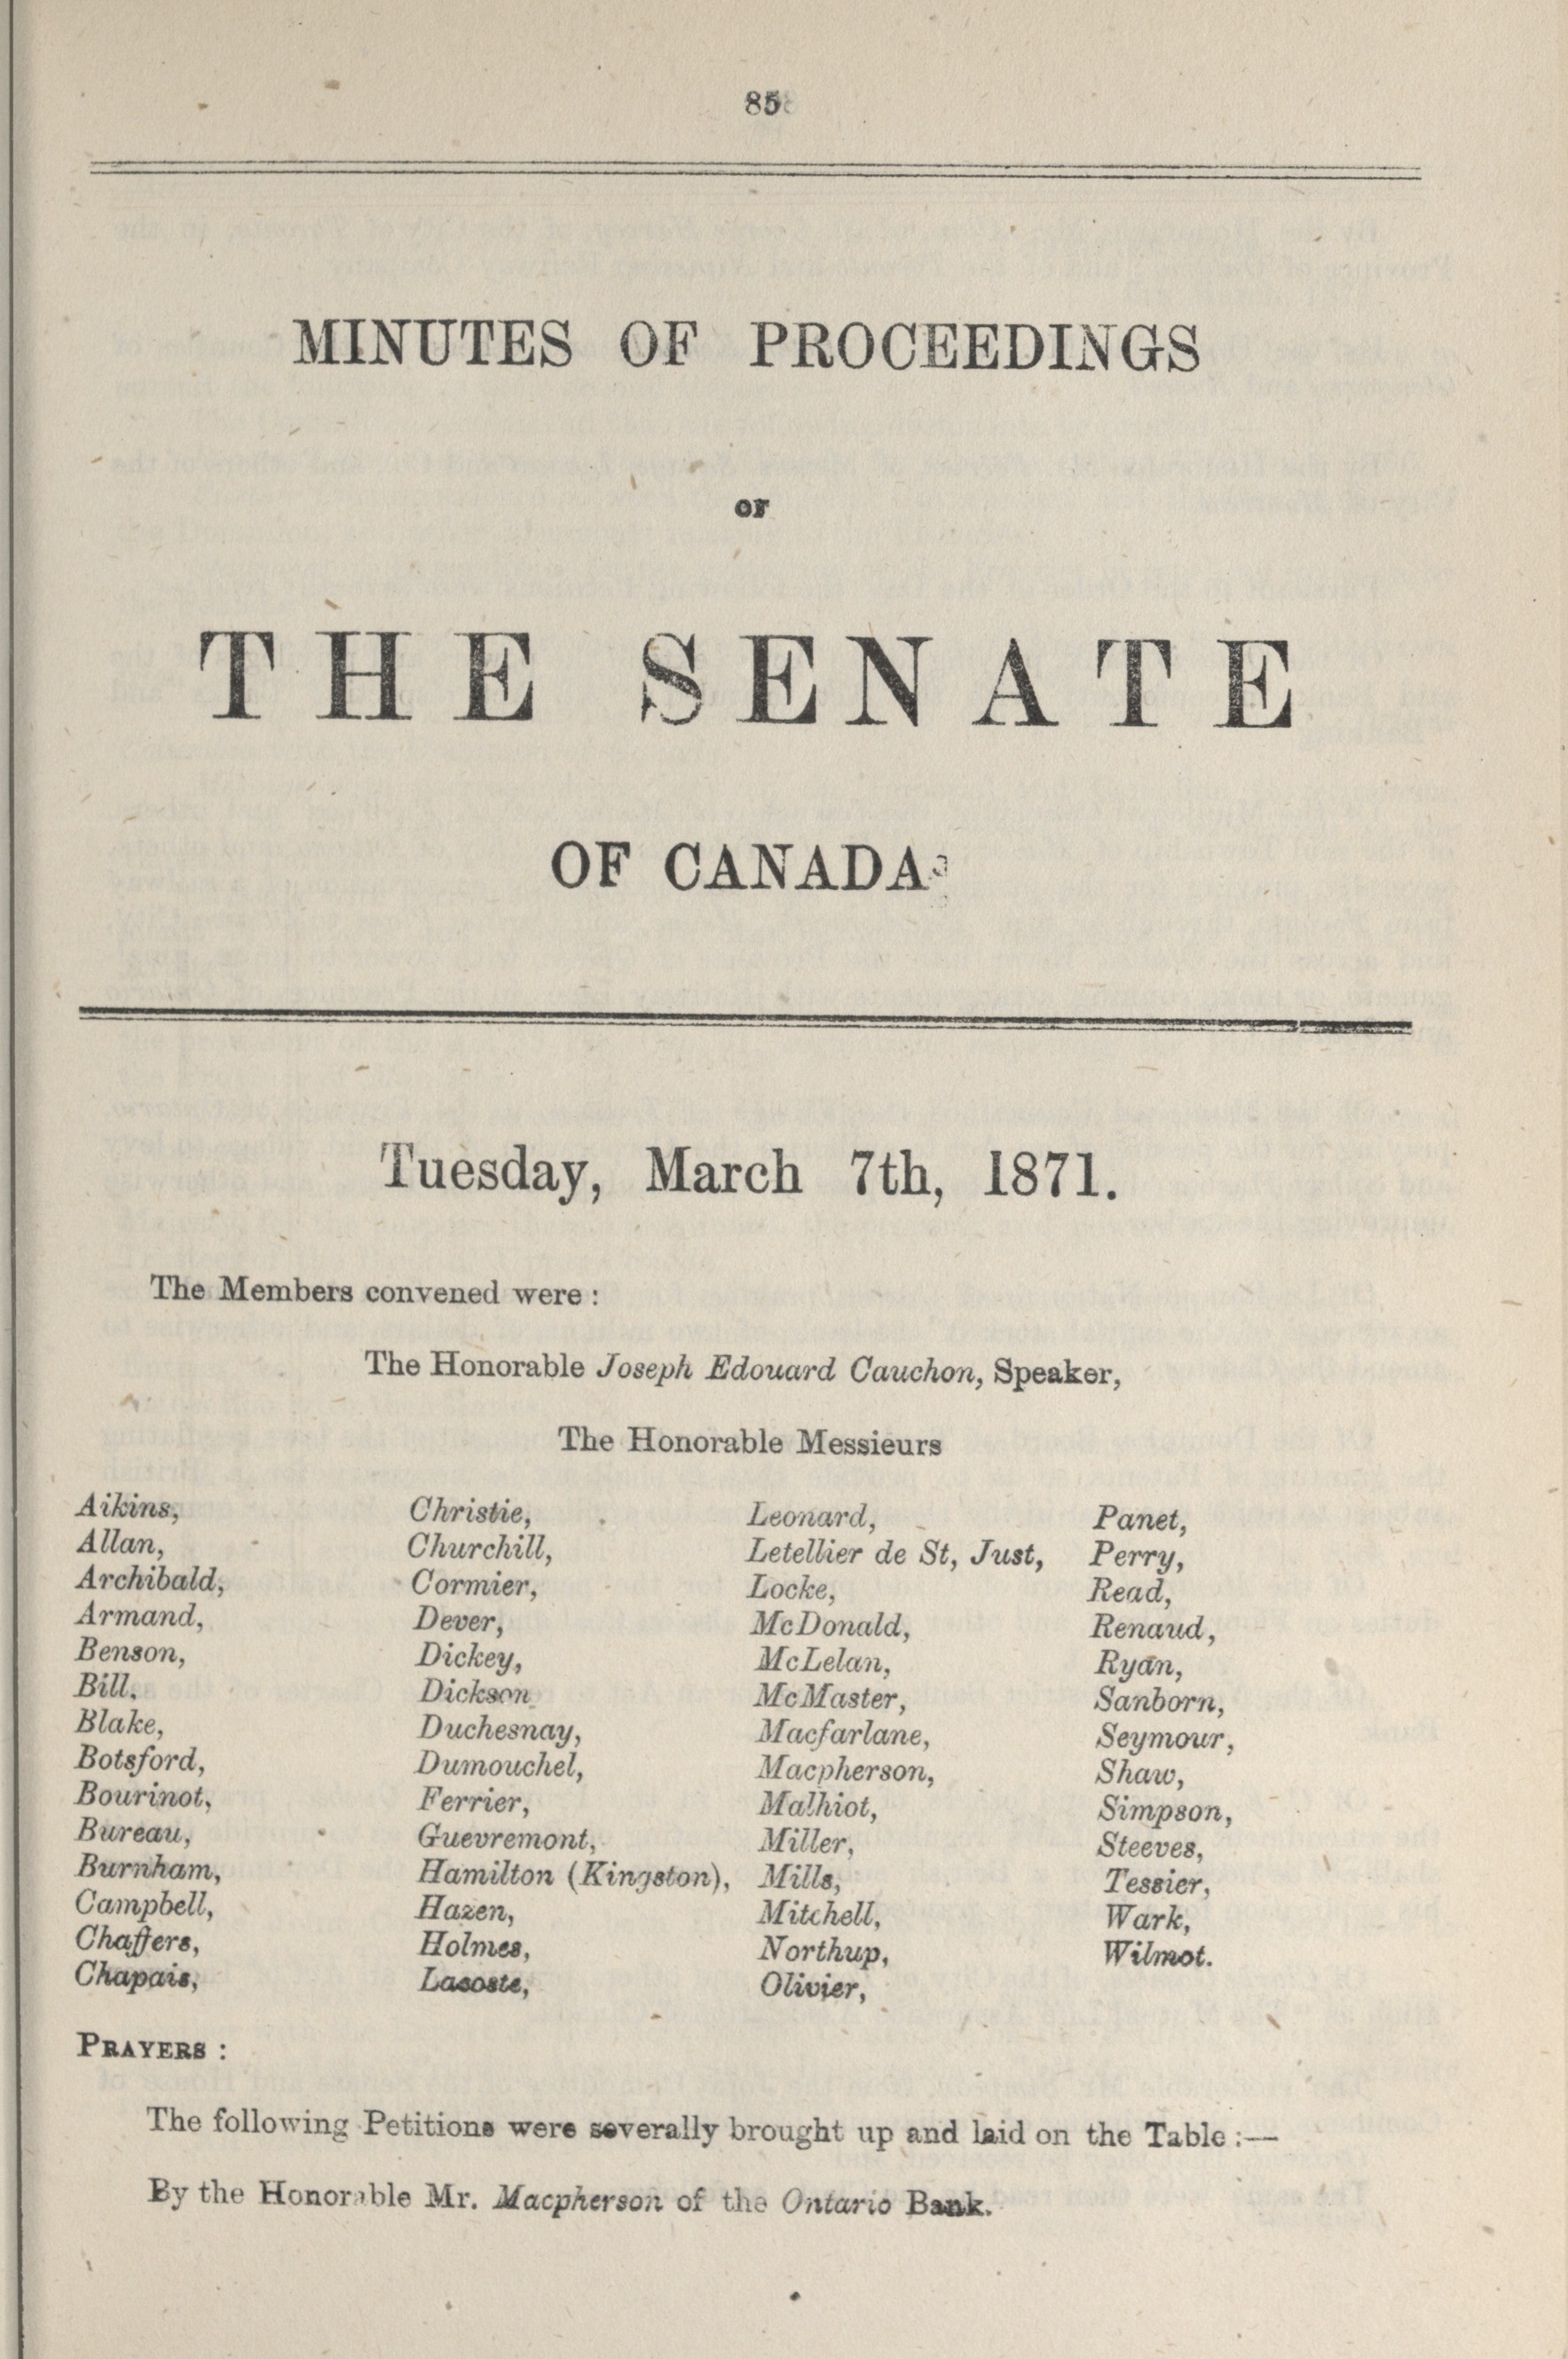 85
MINUTES OF PROCEEDINGS
OF
THE SENATE
OF CANADA
Tuesday, March 7th, 1871.
The Members convened were :
The Honorable Joseph Edouard Cauchon, Speaker,
The Honorable Messieurs
Aikins,
Allan,
Archibald,
Armand,
Benson,
Bill,
Blake,
Botsford,
Bourinot,
Bureau,
Burnham,
Campbell,
Chaffers,
Chapais,
Christie,
Churchill,
Cormier,
Dever,
Dickey,
Dickson
Duchesnay,
Dumouchel,
Ferrier,
Guevremont,
Hamilton (Kingston),
Hazen,
Holmes,
Lacoste,
Leonard,
Letellier de St, Just,
Locke,
McDonald,
McLelan,
McMaster,
Macfarlane,
Macpherson,
Malhiot,
Miller,
Mills,
Mitchell,
Northup,
Olivier,
Panet,
Perry,
Read,
Renaud,
Ryan,
Sanborn,
Seymour,
Shaw,
Simpson,
Steeves,
Tessier,
Wark,
Wilmot.
PRAYERS :
The following Petitions were severally brought up and laid on the Table :—
By the Honorable Mr. Macpherson of the Ontario Bank.